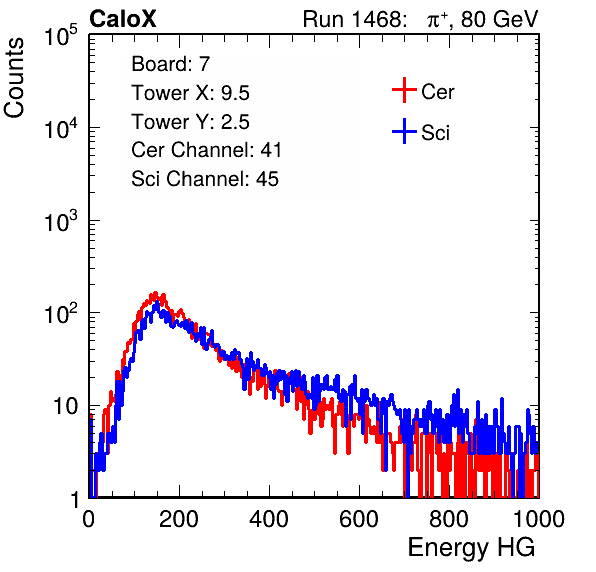 CaloX Run 1468: π⁺, 80 GeV
Counts
10⁵
10⁴
10³
10²
10
1
Board: 7
Tower X: 9.5
Tower Y: 2.5
Cer Channel: 41
Sci Channel: 45
Cer
Sci
0 200 400 600 800 1000
Energy HG